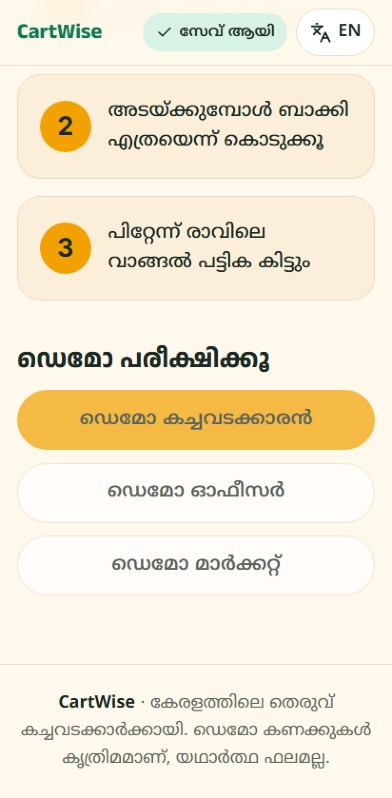 CartWise
സേവ് ആയി
EN
2
അടയ്ക്കുമ്പോൾ ബാക്കി
എത്രയെന്ന് കൊടുക്കൂ
3
പിറ്റേന്ന് രാവിലെ
വാങ്ങൽ പട്ടിക കിട്ടും
ഡെമോ പരീക്ഷിക്കൂ
ഡെമോ കച്ചവടക്കാരൻ
ഡെമോ ഓഫീസർ
ഡെമോ മാർക്കറ്റ്
CartWise · കേരളത്തിലെ തെരുവ്
കച്ചവടക്കാർക്കായി. ഡെമോ കണക്കുകൾ
കൃത്രിമമാണ്, യഥാർത്ഥ ഫലമല്ല.